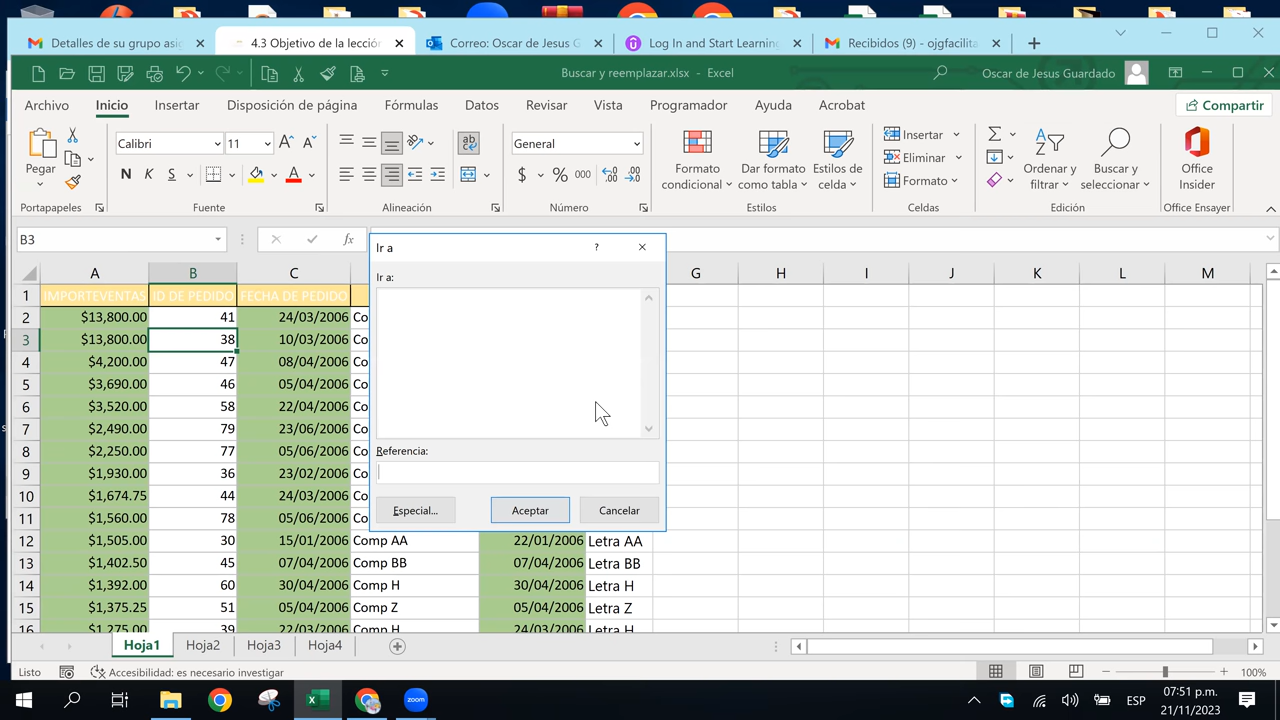 Detalles de su grupo asig
4.3 Objetivo de la lección
Correo: Oscar de Jesus G
Log In and Start Learning
Recibidos (9) - ojgfacilita
Buscar y reemplazar.xlsx - Excel
Oscar de Jesus Guardado
Archivo Inicio Insertar Disposición de página Fórmulas Datos Revisar Vista Programador Ayuda Acrobat
Compartir
Pegar
Calibri 11
N K S
ab
General
$ % 000
Formato condicional
Dar formato como tabla
Estilos de celda
Insertar
Eliminar
Formato
Ordenar y filtrar
Buscar y seleccionar
Office Insider
Portapapeles Fuente Alineación Número Estilos Celdas Edición Office Ensayer
B3
fx
Ir a
?
Ir a:
Referencia:
Especial... Aceptar Cancelar
A B C G H I J K L M
1 IMPORTEVENTAS ID DE PEDIDO FECHA DE PEDIDO
2 $13,800.00 41 24/03/2006 Co
3 $13,800.00 38 10/03/2006 Co
4 $4,200.00 47 08/04/2006 Co
5 $3,690.00 46 05/04/2006 Co
6 $3,520.00 58 22/04/2006 Co
7 $2,490.00 79 23/06/2006 Co
8 $2,250.00 77 05/06/2006 Co
9 $1,930.00 36 23/02/2006 Co
10 $1,674.75 44 24/03/2006 Co
11 $1,560.00 78 05/06/2006 Co
12 $1,505.00 30 15/01/2006 Comp AA 22/01/2006 Letra AA
13 $1,402.50 45 07/04/2006 Comp BB 07/04/2006 Letra BB
14 $1,392.00 60 30/04/2006 Comp H 30/04/2006 Letra H
15 $1,375.25 51 05/04/2006 Comp Z 05/04/2006 Letra Z
16 $1,275.00 39 22/03/2006 Comp H 24/03/2006 Letra H
Hoja1 Hoja2 Hoja3 Hoja4
Listo Accesibilidad: es necesario investigar 100%
zoom
ESP
07:51 p.m.
21/11/2023